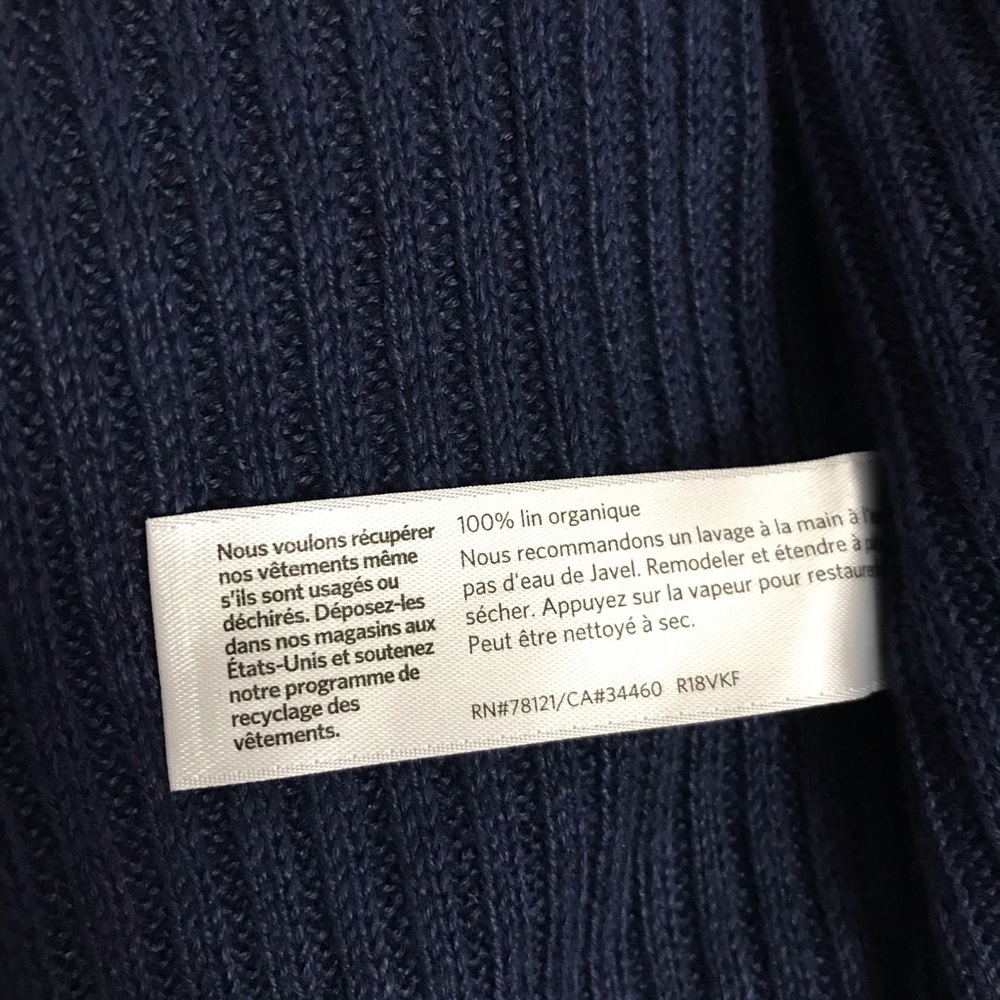 Nous voulons récupérer
nos vêtements même
s'ils sont usagés ou
déchirés. Déposez-les
dans nos magasins aux
États-Unis et soutenez
notre programme de
recyclage des
vêtements.
100% lin organique
Nous recommandons un lavage à la main à
pas d'eau de Javel. Remodeler et étendre à
sécher. Appuyez sur la vapeur pour
Peut être nettoyé à sec.
RN#78121/CA#34460 R18VKF